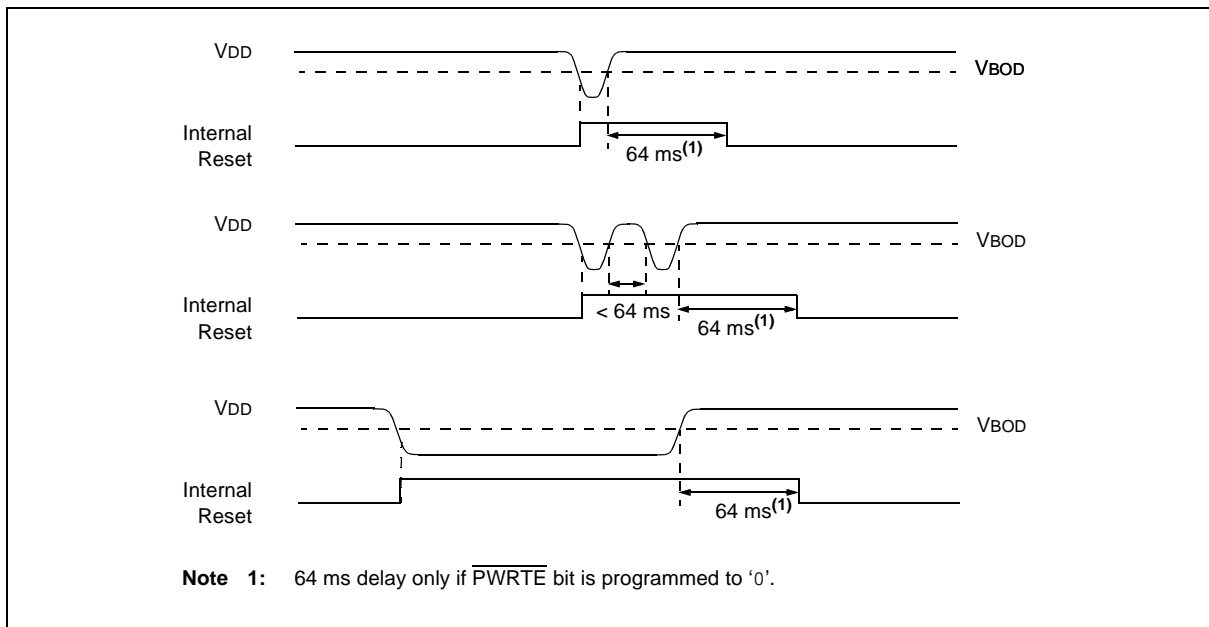 VDD
VBOD
Internal
Reset
64 ms(1)
VDD
VBOD
Internal
Reset
< 64 ms
64 ms(1)
VDD
VBOD
Internal
Reset
64 ms(1)
Note 1: 64 ms delay only if PWRTE bit is programmed to ‘0’.